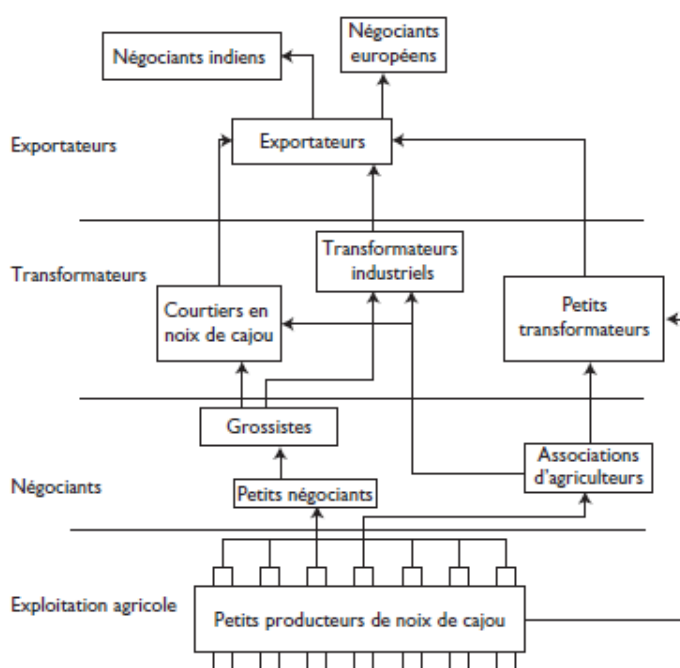 Négociants indiens
Négociants
européens
Exportateurs
Exportateurs
Transformateurs
Transformateurs
industriels
Courtiers en
noix de cajou
Petits
transformateurs
Négociants
Grossistes
Petits négociants
Associations
d'agriculteurs
Exploitation agricole
Petits producteurs de noix de cajou